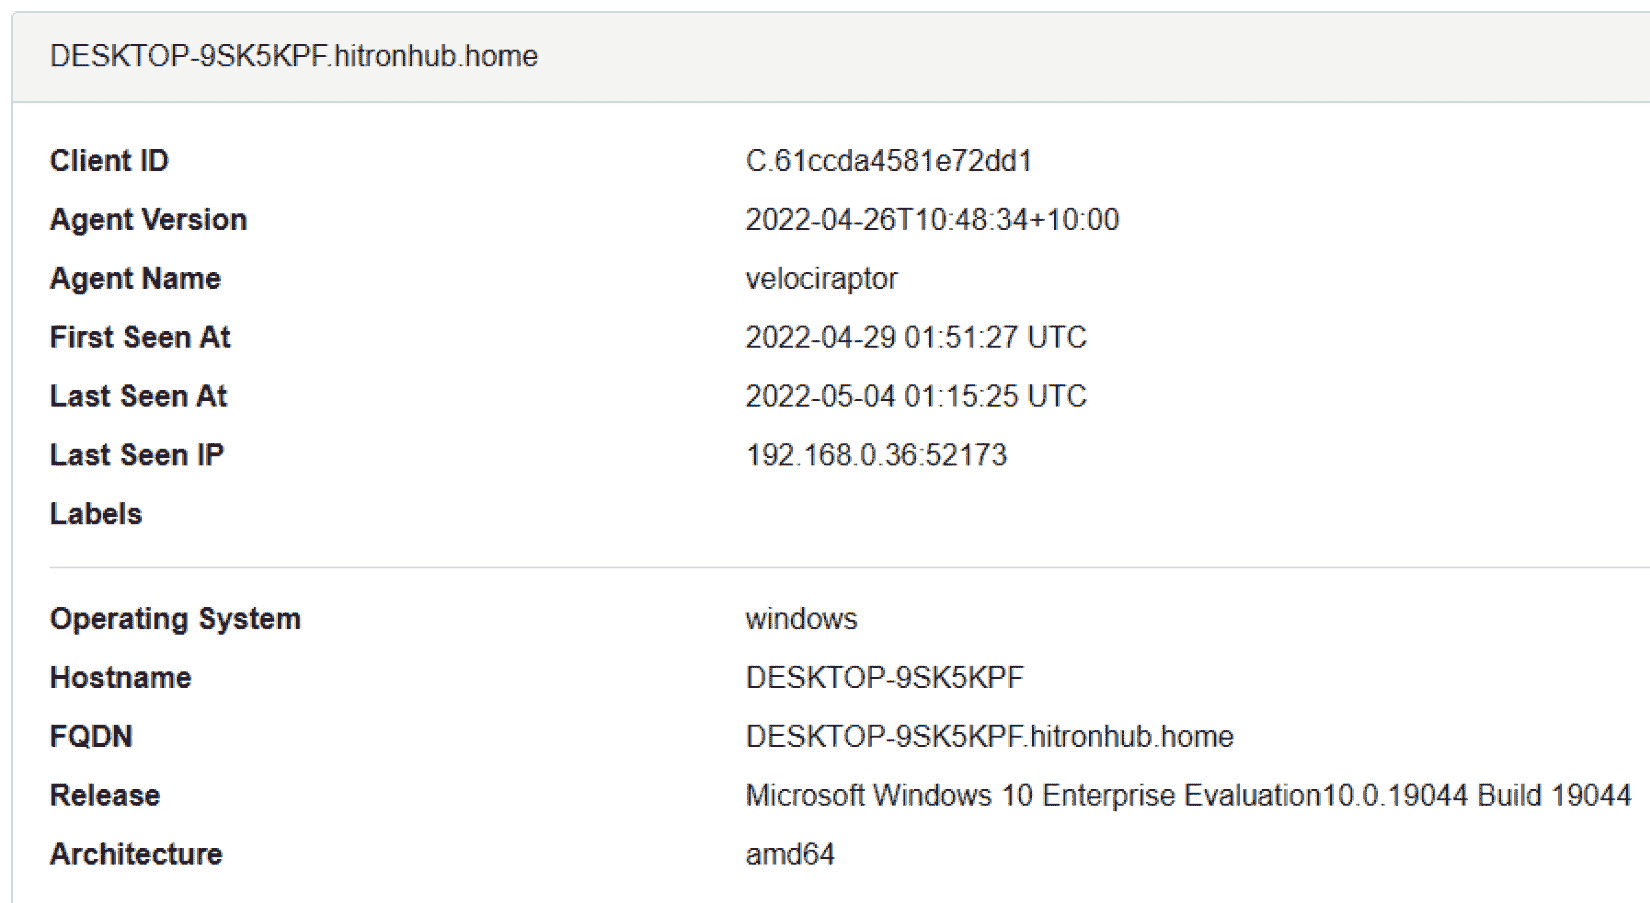 DESKTOP-9SK5KPF.hitronhub.home
Client ID C.61ccda4581e72dd1
Agent Version 2022-04-26T10:48:34+10:00
Agent Name velociraptor
First Seen At 2022-04-29 01:51:27 UTC
Last Seen At 2022-05-04 01:15:25 UTC
Last Seen IP 192.168.0.36:52173
Labels
Operating System windows
Hostname DESKTOP-9SK5KPF
FQDN DESKTOP-9SK5KPF.hitronhub.home
Release Microsoft Windows 10 Enterprise Evaluation10.0.19044 Build 19044
Architecture amd64